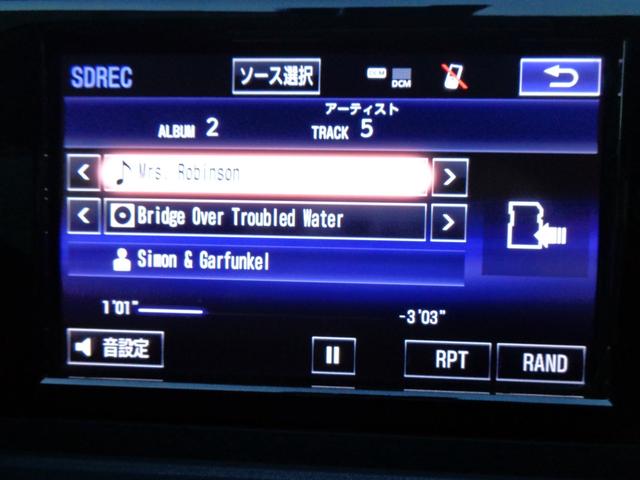 SDREC ソース選択 DCM DCM
アーティスト
ALBUM 2 TRACK 5
Mrs. Robinson
Bridge Over Troubled Water
Simon & Garfunkel
1'01" -3'03"
音設定 RPT RAND